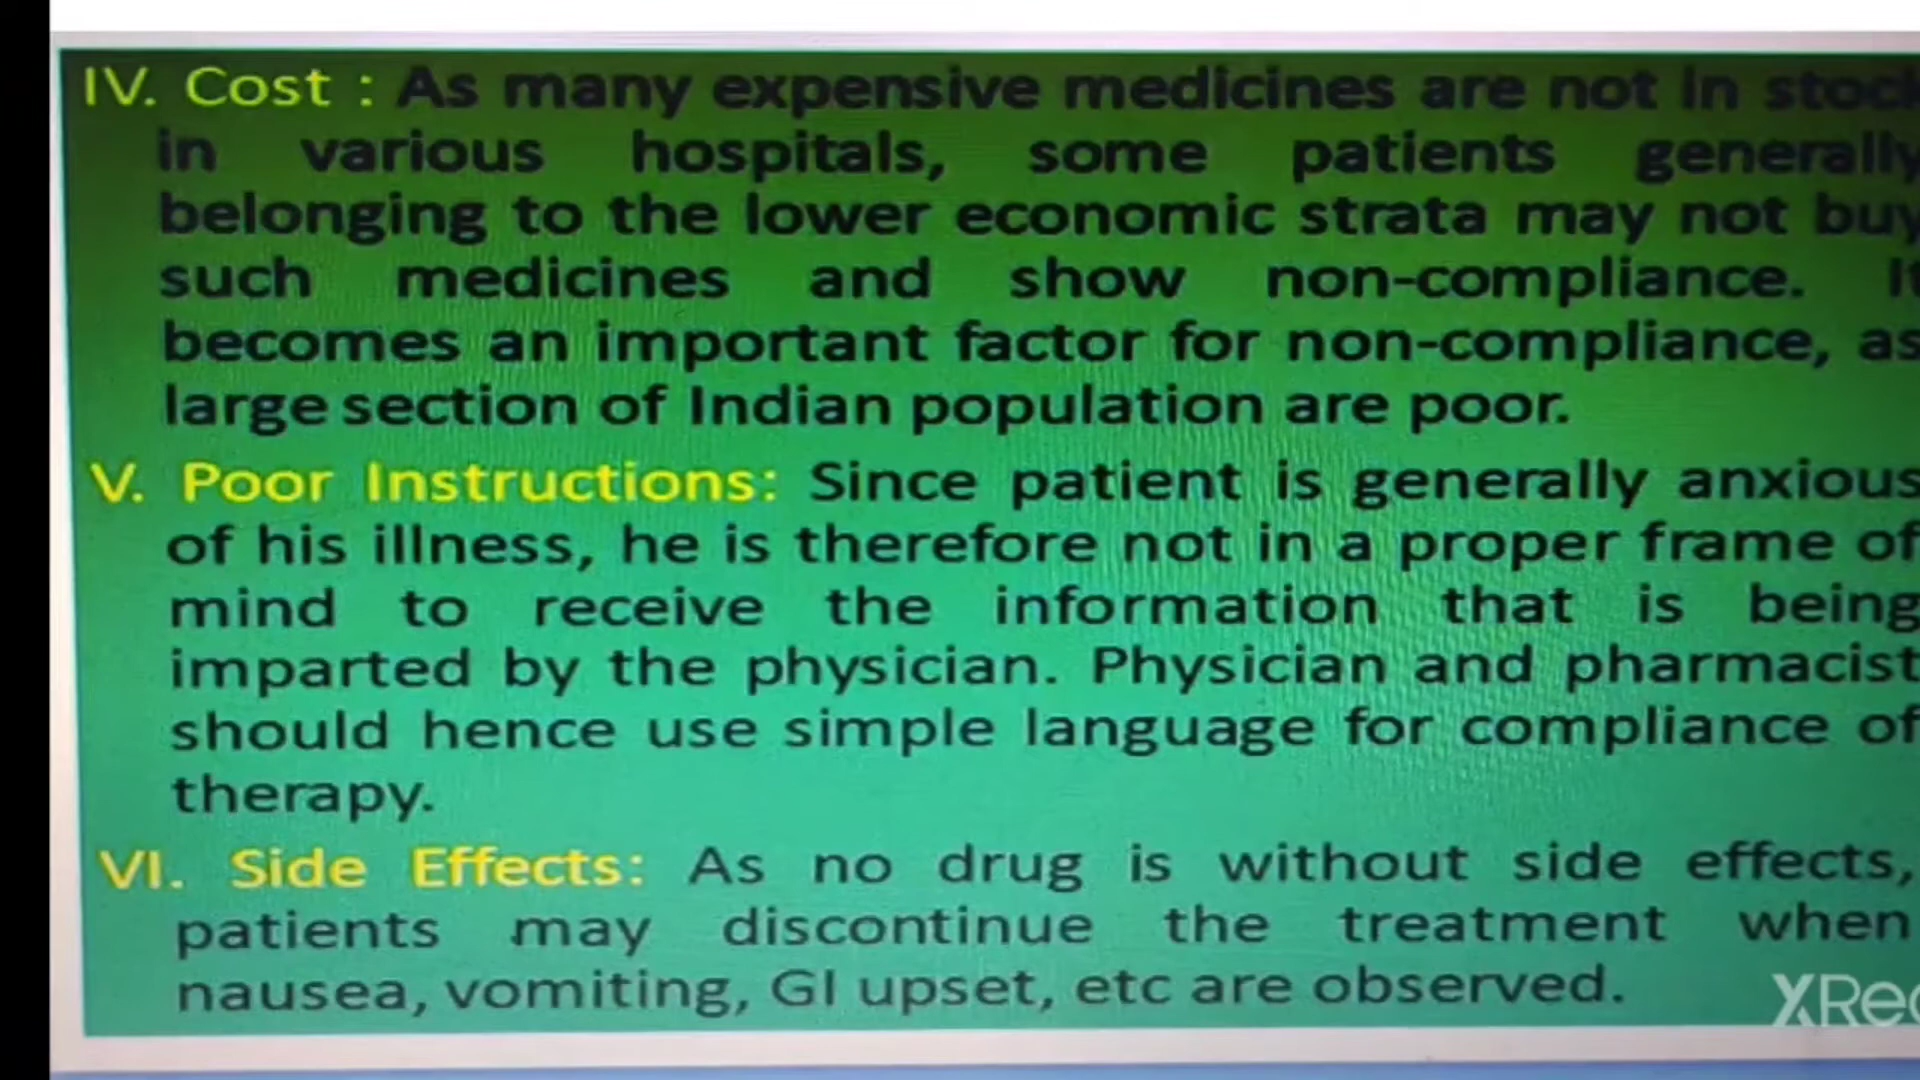 IV. Cost : As many expensive medicines are not in stock
in various hospitals, some patients generally
belonging to the lower economic strata may not buy
such medicines and show non-compliance. It
becomes an important factor for non-compliance, as
large section of Indian population are poor.
V. Poor Instructions: Since patient is generally anxious
of his illness, he is therefore not in a proper frame of
mind to receive the information that is being
imparted by the physician. Physician and pharmacist
should hence use simple language for compliance of
therapy.
VI. Side Effects: As no drug is without side effects,
patients may discontinue the treatment when
nausea, vomiting, GI upset, etc are observed.
XRec